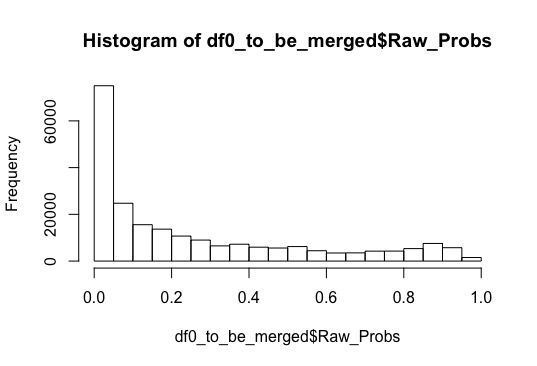 Histogram of df0_to_be_merged$Raw_Probs
Frequency
60000
20000
0
0.0 0.2 0.4 0.6 0.8 1.0
df0_to_be_merged$Raw_Probs